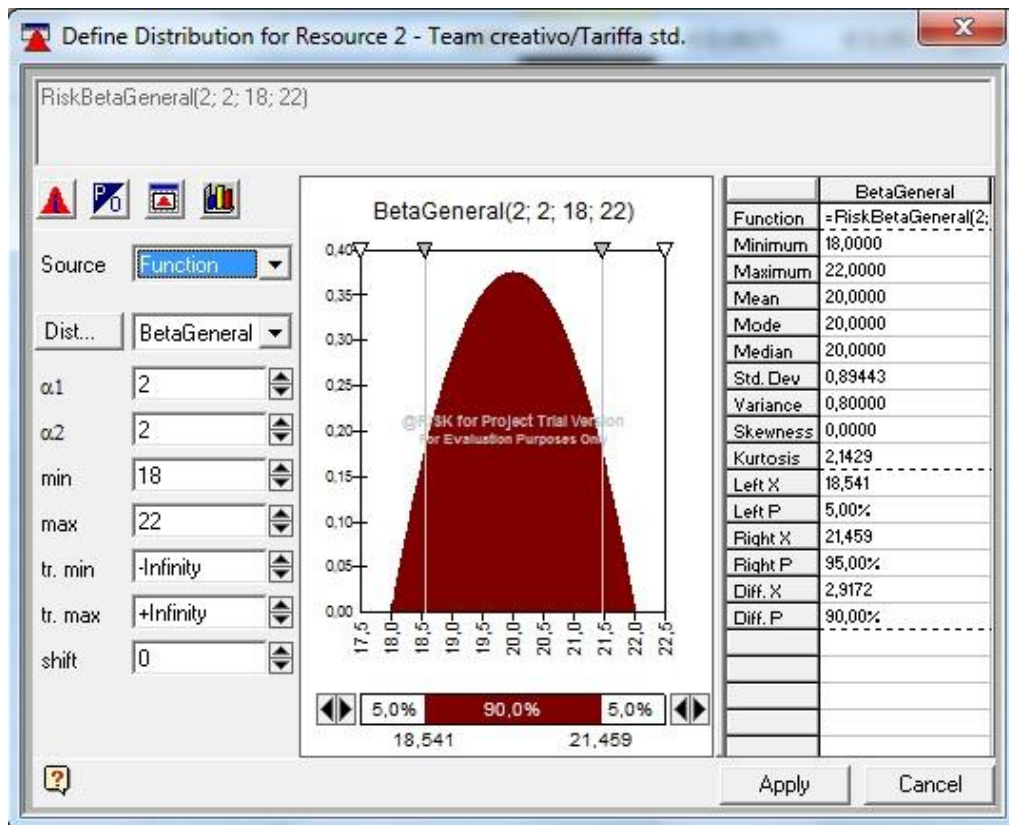 Define Distribution for Resource 2 - Team creativo/Tariffa std.
RiskBetaGeneral(2; 2; 18; 22)
Source Function
Dist... BetaGeneral
α1 2
α2 2
min 18
max 22
tr. min -Infinity
tr. max +Infinity
shift 0
BetaGeneral(2; 2; 18; 22)
0,40
0,35
0,30
0,25
0,20
0,15
0,10
0,05
0,00
@RISK for Project Trial Version
For Evaluation Purposes Only
17,5 18,0 18,5 19,0 19,5 20,0 20,5 21,0 21,5 22,0 22,5
5,0% 90,0% 5,0%
18,541 21,459
BetaGeneral
Function =RiskBetaGeneral(2;
Minimum 18,0000
Maximum 22,0000
Mean 20,0000
Mode 20,0000
Median 20,0000
Std. Dev 0,89443
Variance 0,80000
Skewness 0,0000
Kurtosis 2,1429
Left X 18,541
Left P 5,00%
Right X 21,459
Right P 95,00%
Diff. X 2,9172
Diff. P 90,00%
Apply Cancel